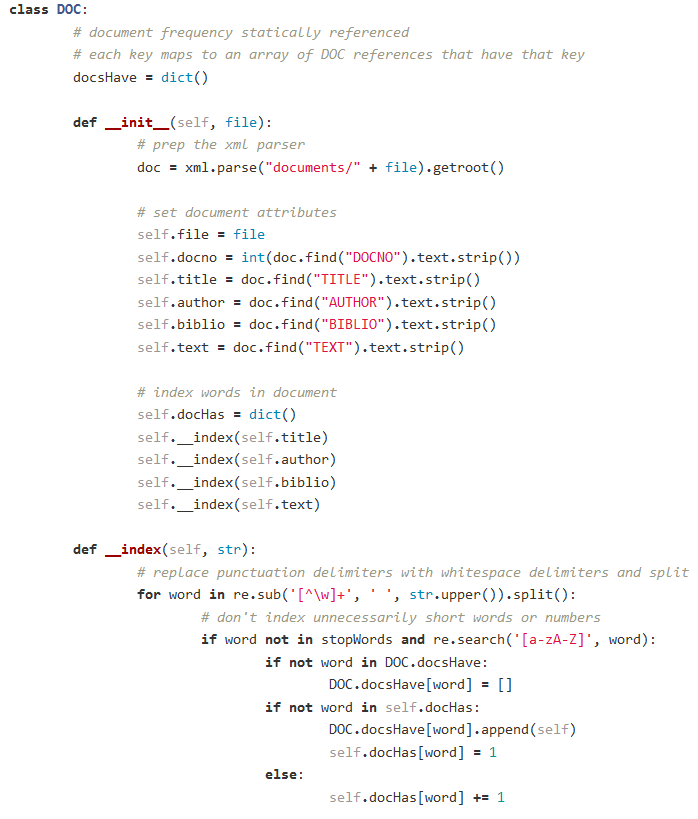 class DOC:
        # document frequency statically referenced
        # each key maps to an array of DOC references that have that key
        docsHave = dict()

        def __init__(self, file):
                # prep the xml parser
                doc = xml.parse("documents/" + file).getroot()

                # set document attributes
                self.file = file
                self.docno = int(doc.find("DOCNO").text.strip())
                self.title = doc.find("TITLE").text.strip()
                self.author = doc.find("AUTHOR").text.strip()
                self.biblio = doc.find("BIBLIO").text.strip()
                self.text = doc.find("TEXT").text.strip()

                # index words in document
                self.docHas = dict()
                self.__index(self.title)
                self.__index(self.author)
                self.__index(self.biblio)
                self.__index(self.text)

        def __index(self, str):
                # replace punctuation delimiters with whitespace delimiters and split
                for word in re.sub('[^\w]+', ' ', str.upper()).split():
                        # don't index unnecessarily short words or numbers
                        if word not in stopWords and re.search('[a-zA-Z]', word):
                                if not word in DOC.docsHave:
                                        DOC.docsHave[word] = []
                                if not word in self.docHas:
                                        DOC.docsHave[word].append(self)
                                        self.docHas[word] = 1
                                else:
                                        self.docHas[word] += 1